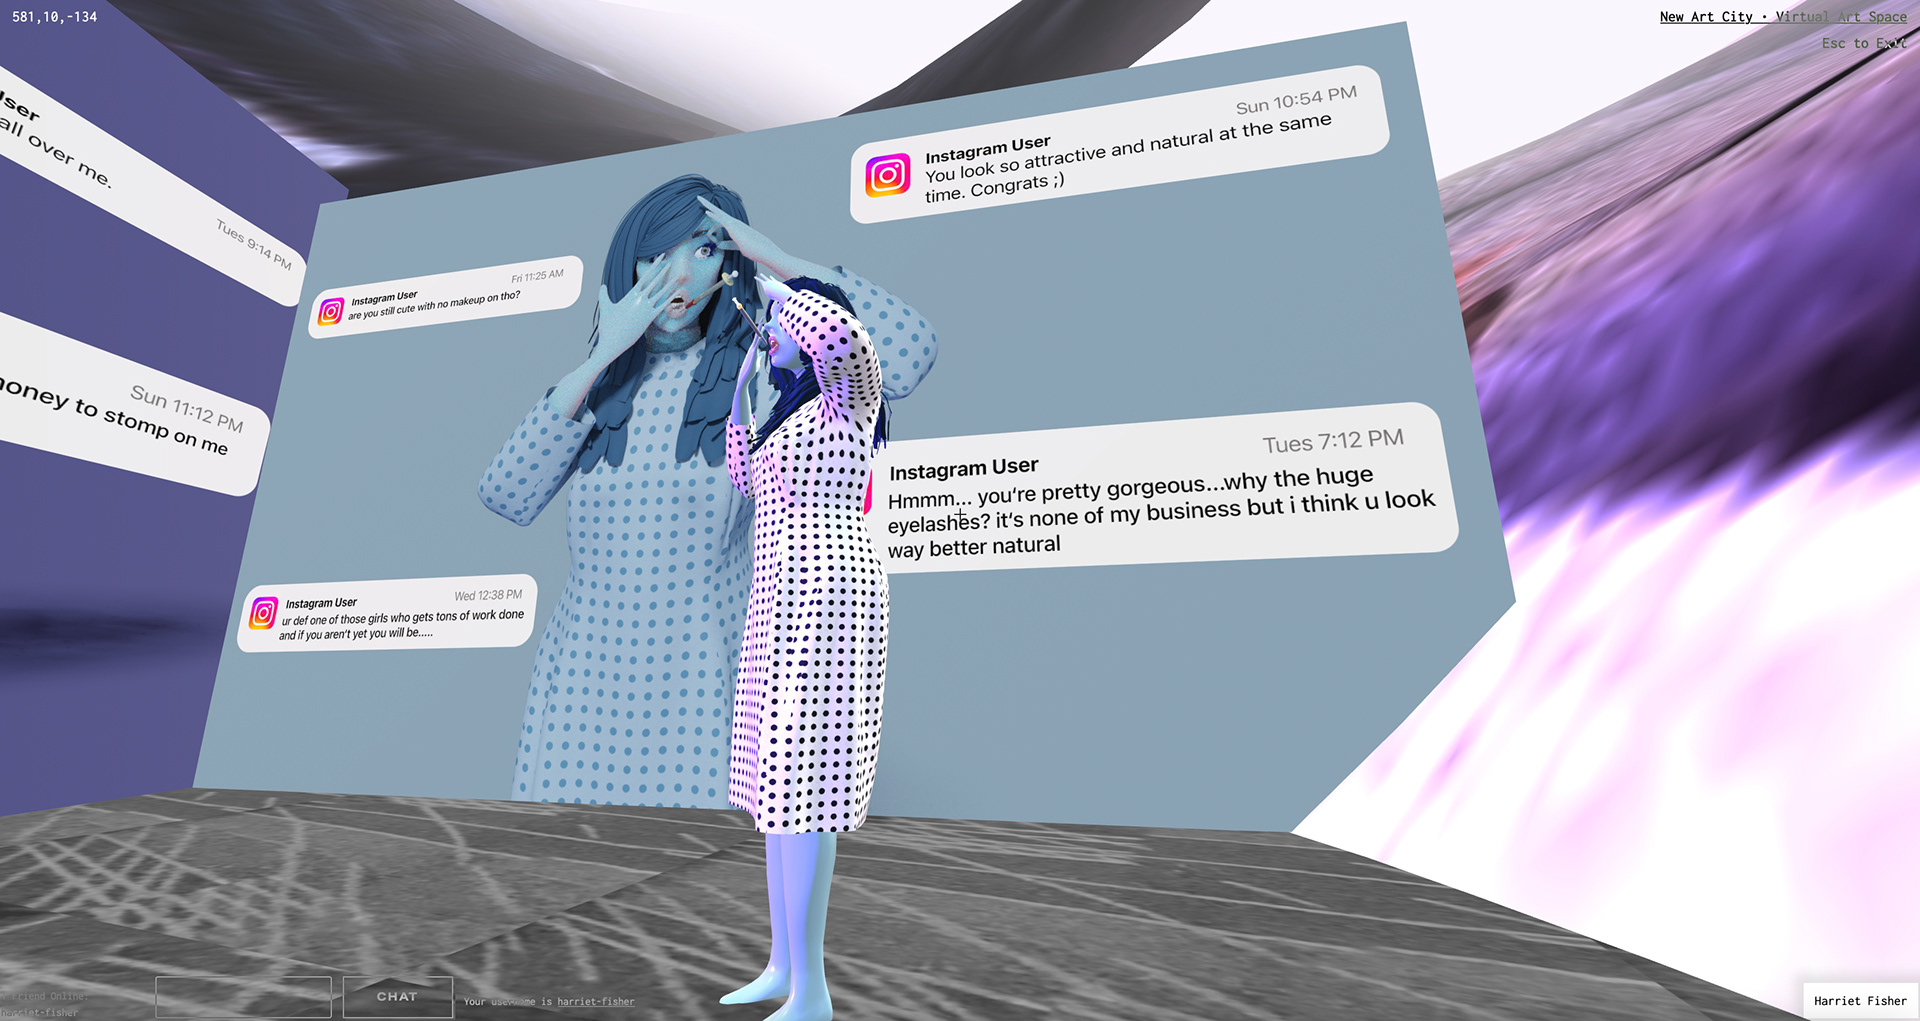 581,10,-134
New Art City • Virtual Art Space
Esc to Exit
User
all over me.
Tues 9:14 PM
Sun 11:12 PM
money to stomp on me
Fri 11:25 AM
Instagram User
are you still cute with no makeup on tho?
Wed 12:38 PM
Instagram User
ur def one of those girls who gets tons of work done
and if you aren't yet you will be.....
Sun 10:54 PM
Instagram User
You look so attractive and natural at the same
time. Congrats ;)
Tues 7:12 PM
Instagram User
Hmmm... you're pretty gorgeous...why the huge
eyelashes? it's none of my business but i think u look
way better natural
Friend Online:
harriet-fisher
CHAT
Your username is harriet-fisher
Harriet Fisher